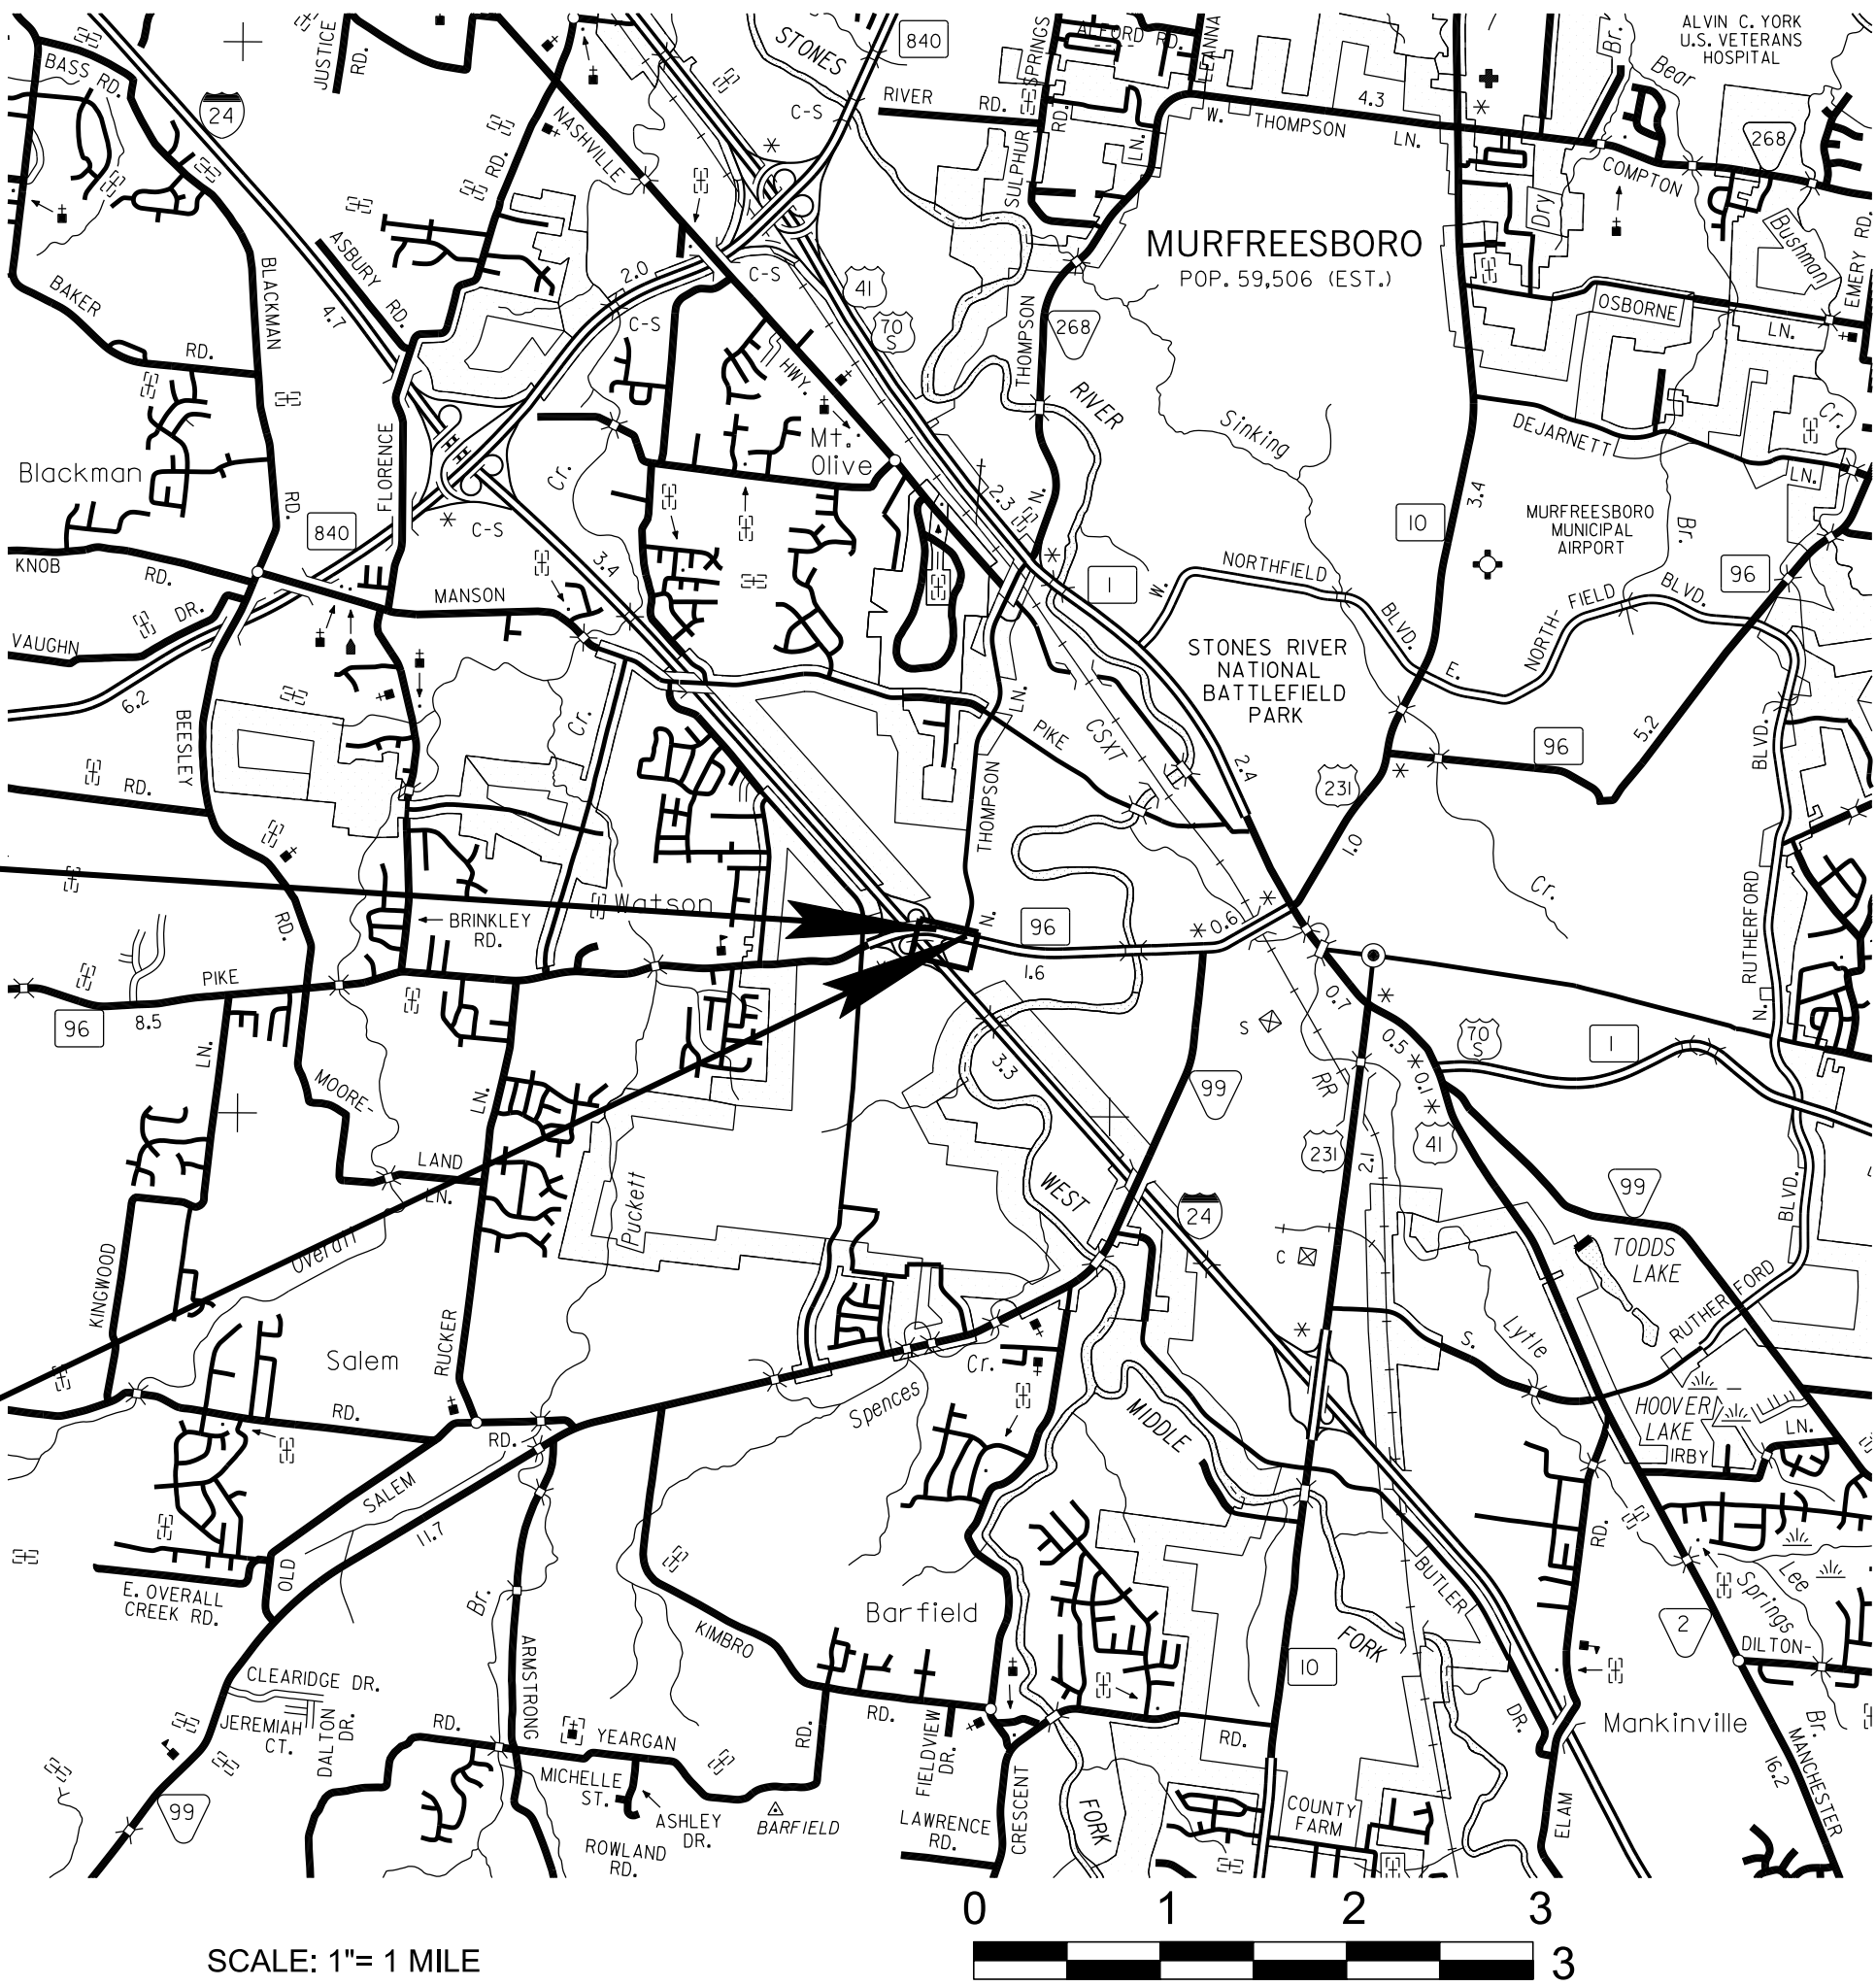 ALVIN C. YORK
U.S. VETERANS
HOSPITAL
JUSTICE
RD.
STONES
840
SPRINGS
ALFORD RD.
LEANNA
Br.
Bear
BASS RD.
24
RIVER
RD.
4.3
C-S
NASHVILLE
RD.
SULPHUR
RD.
LN.
W.
THOMPSON
LN.
COMPTON
268
Dry
Bushman
EMERY RD.
MURFREESBORO
POP. 59,506 (EST.)
ASBURY
RD.
BLACKMAN
BAKER
RD.
4.7
2.0
C-S
C-S
41
70
S
THOMPSON
268
OSBORNE
LN.
HWY.
RIVER
Sinking
DEJARNETT
LN.
Cr.
Mt.
Olive
Blackman
FLORENCE
RD.
Cr.
840
C-S
2.3
N.
10
3.4
MURFREESBORO
MUNICIPAL
AIRPORT
Br.
KNOB
RD.
3.4
96
MANSON
1
W.
NORTHFIELD
BLVD.
E.
NORTH-
FIELD
BLVD.
VAUGHN
DR.
6.2
STONES RIVER
NATIONAL
BATTLEFIELD
PARK
BEESLEY
Cr.
LN.
PIKE
CSXT
96
5.2
BLVD.
RD.
2.4
231
THOMPSON
1.0
Cr.
Watson
BRINKLEY
RD.
RD.
N.
96
0.6
RUTHERFORD
N.
PIKE
1.6
96
8.5
0.7
S
3.3
0.5
0.1
70
S
1
LN.
MOORE-
LN.
99
RR
231
2.1
41
LAND
LN.
Puckett
WEST
24
99
BLVD.
Overall
KINGWOOD
C
TODDS
LAKE
RUTHERFORD
Salem
RUCKER
Cr.
S.
Lytle
Spences
MIDDLE
HOOVER
LAKE
IRBY
LN.
RD.
RD.
SALEM
11.7
OLD
E. OVERALL
CREEK RD.
Br.
RD.
BUTLER
Springs
Lee
Barfield
KIMBRO
FORK
2
DILTON-
10
CLEARIDGE DR.
JEREMIAH
CT.
DALTON
DR.
ARMSTRONG
RD.
YEARGAN
RD.
RD.
FIELDVIEW
DR.
RD.
DR.
Mankinville
Br.
MANCHESTER
16.2
99
MICHELLE
ST.
ASHLEY
DR.
BARFIELD
ROWLAND
RD.
LAWRENCE
RD.
CRESCENT
FORK
COUNTY
FARM
ELAM
0 1 2 3
SCALE: 1"= 1 MILE
3